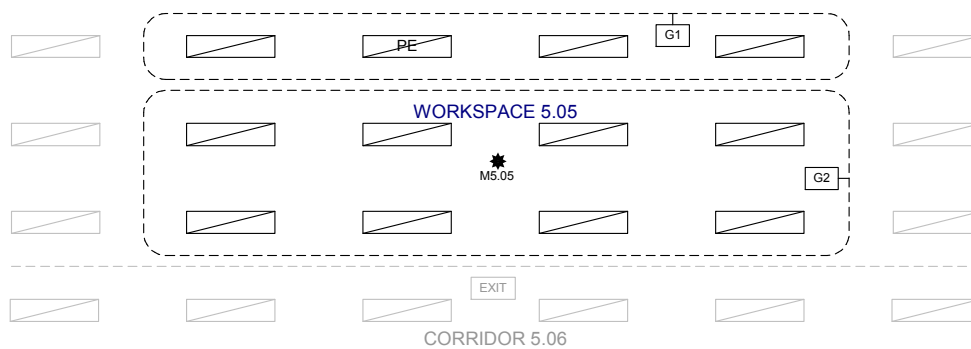 G1
PE
WORKSPACE 5.05
M5.05
G2
EXIT
CORRIDOR 5.06